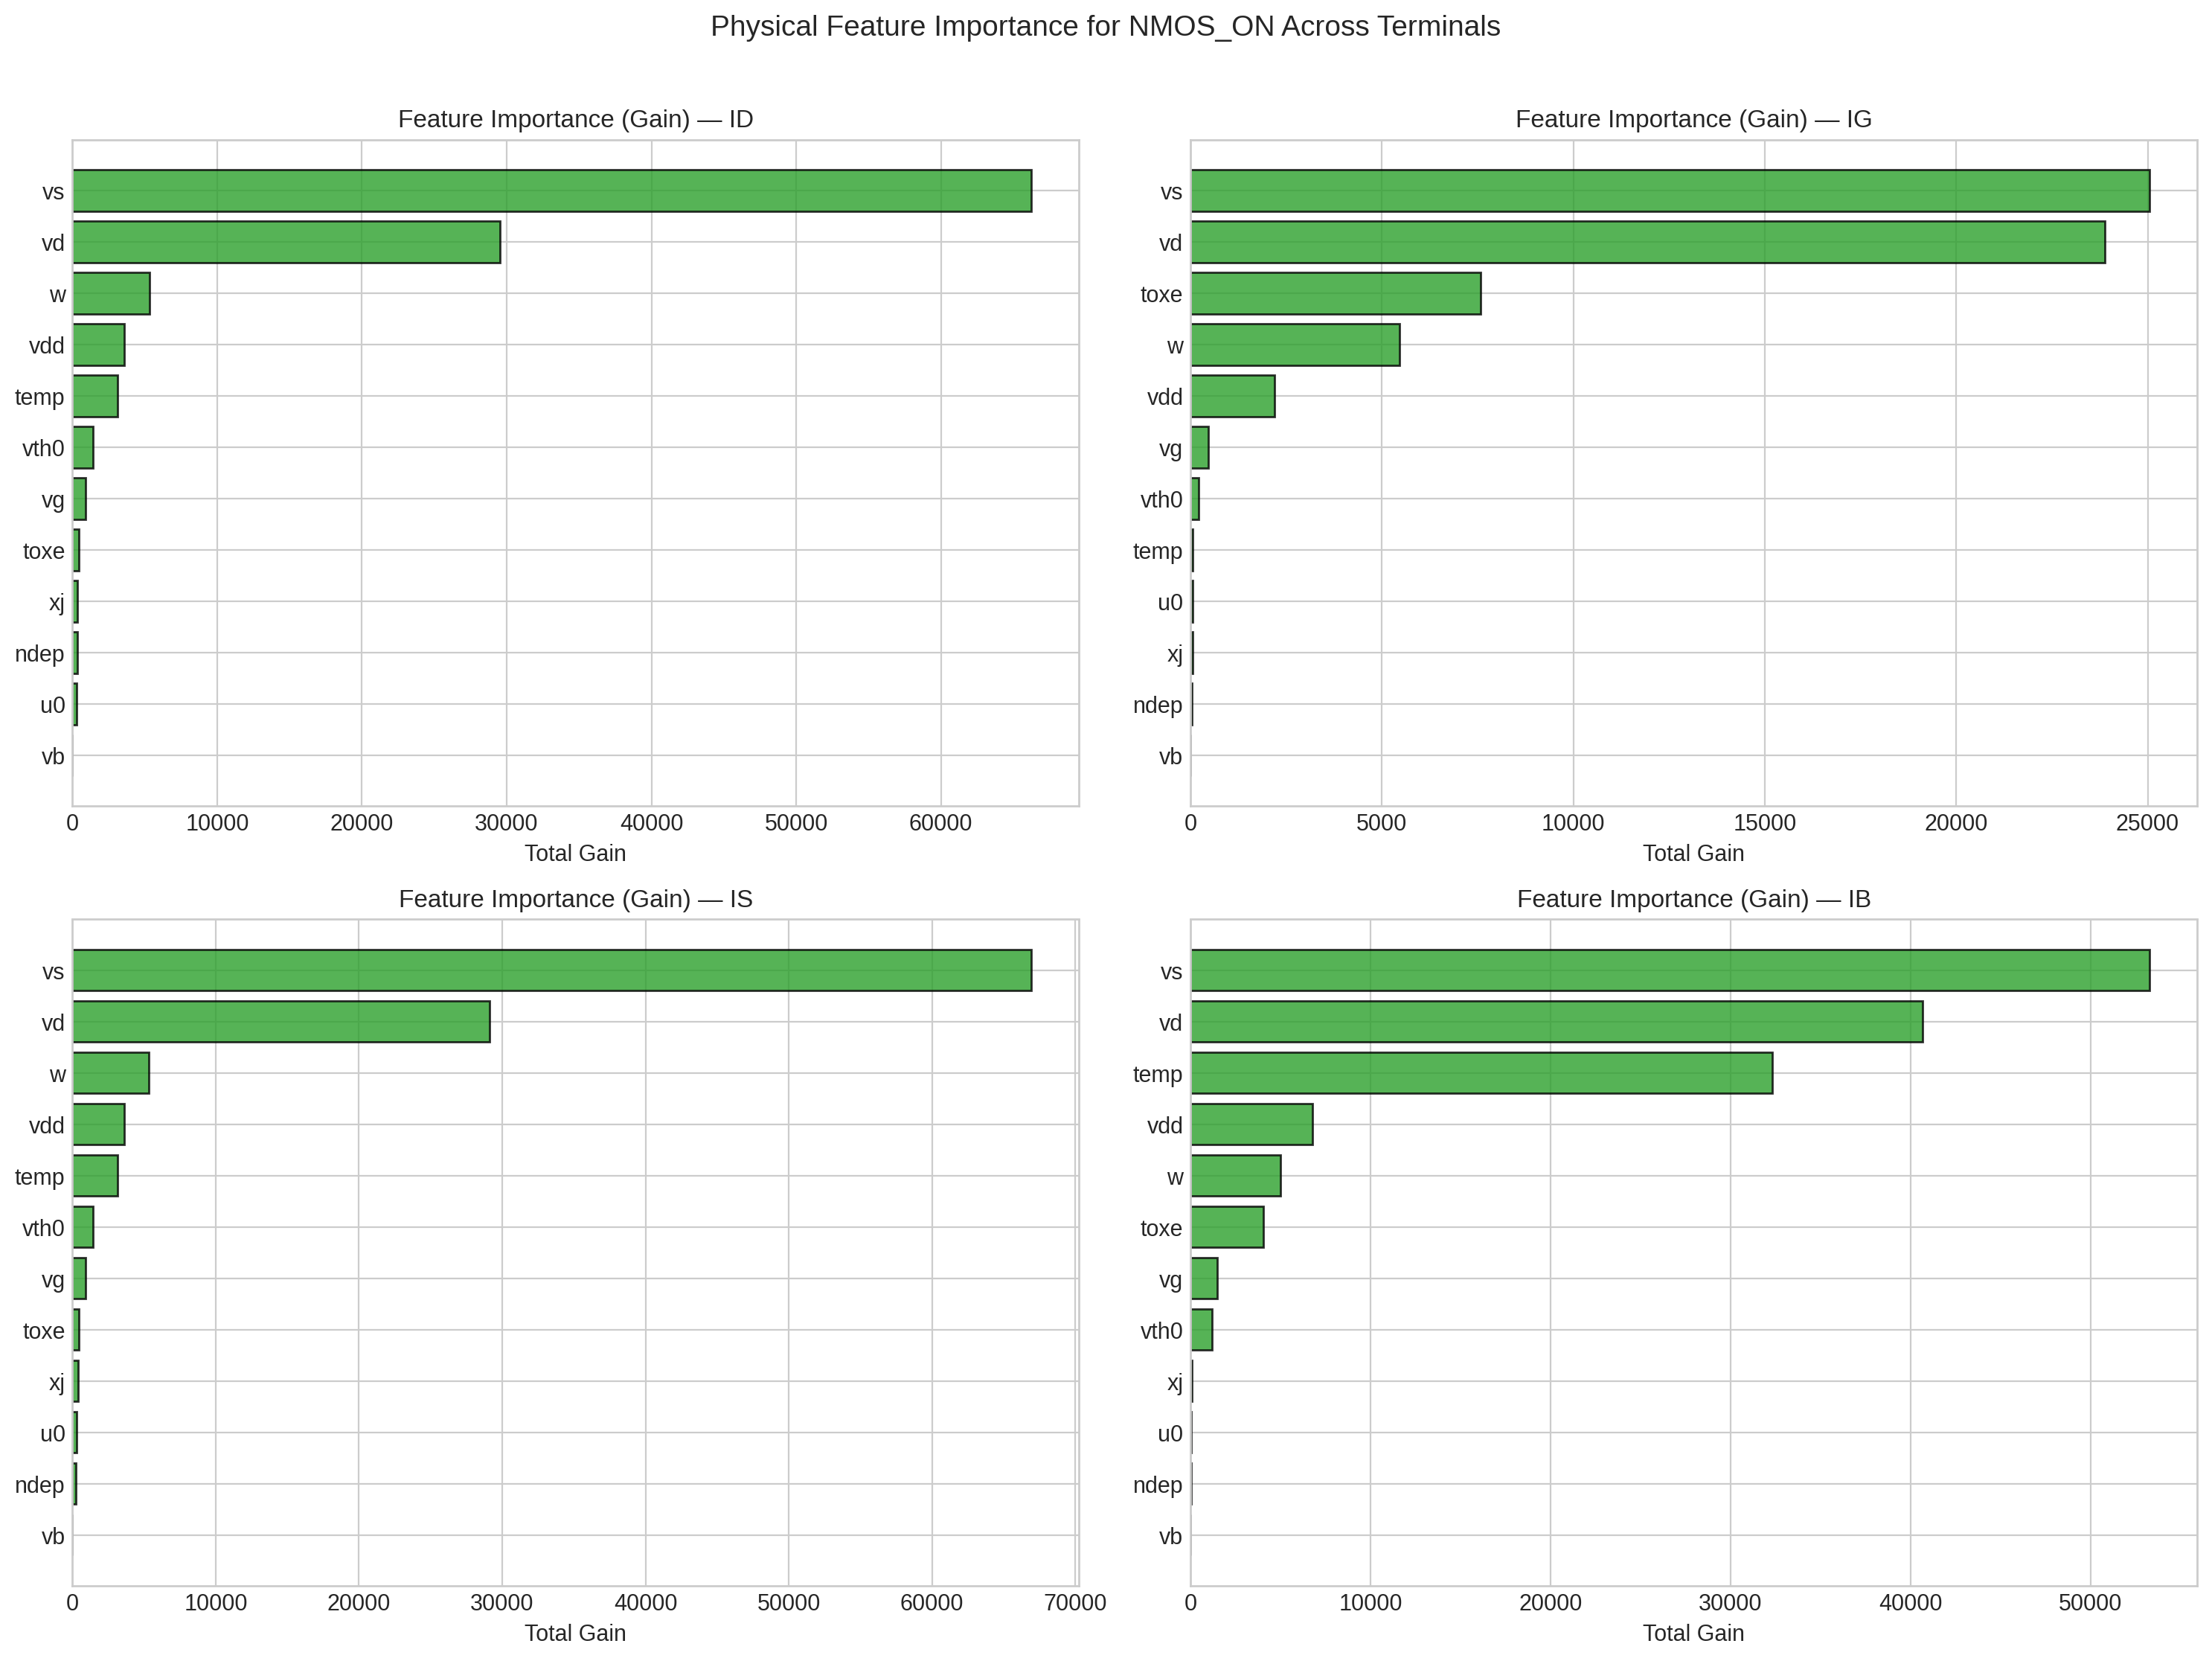 Physical Feature Importance for NMOS_ON Across Terminals
Feature Importance (Gain) — ID
vs
vd
w
vdd
temp
vth0
vg
toxe
xj
ndep
u0
vb
0 10000 20000 30000 40000 50000 60000
Total Gain
Feature Importance (Gain) — IG
vs
vd
toxe
w
vdd
vg
vth0
temp
u0
xj
ndep
vb
0 5000 10000 15000 20000 25000
Total Gain
Feature Importance (Gain) — IS
vs
vd
w
vdd
temp
vth0
vg
toxe
xj
u0
ndep
vb
0 10000 20000 30000 40000 50000 60000 70000
Total Gain
Feature Importance (Gain) — IB
vs
vd
temp
vdd
w
toxe
vg
vth0
xj
u0
ndep
vb
0 10000 20000 30000 40000 50000
Total Gain